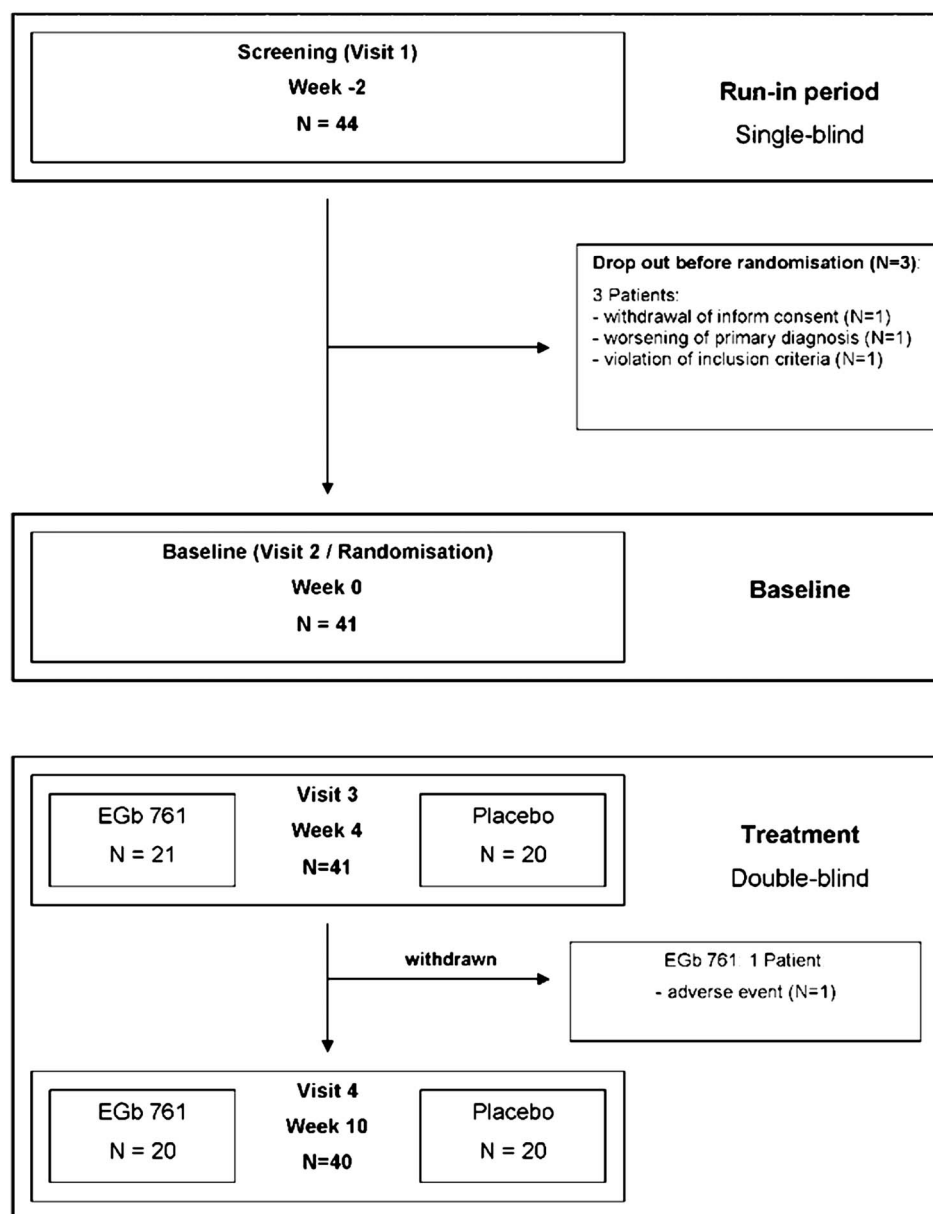 Screening (Visit 1)
Week -2
N = 44
Run-in period
Single-blind
Drop out before randomisation (N=3):
3 Patients:
- withdrawal of inform consent (N=1)
- worsening of primary diagnosis (N=1)
- violation of inclusion criteria (N=1)
Baseline (Visit 2 / Randomisation)
Week 0
N = 41
Baseline
EGb 761
N = 21
Visit 3
Week 4
N=41
Placebo
N = 20
Treatment
Double-blind
withdrawn
EGb 761: 1 Patient
- adverse event (N=1)
EGb 761
N = 20
Visit 4
Week 10
N=40
Placebo
N = 20